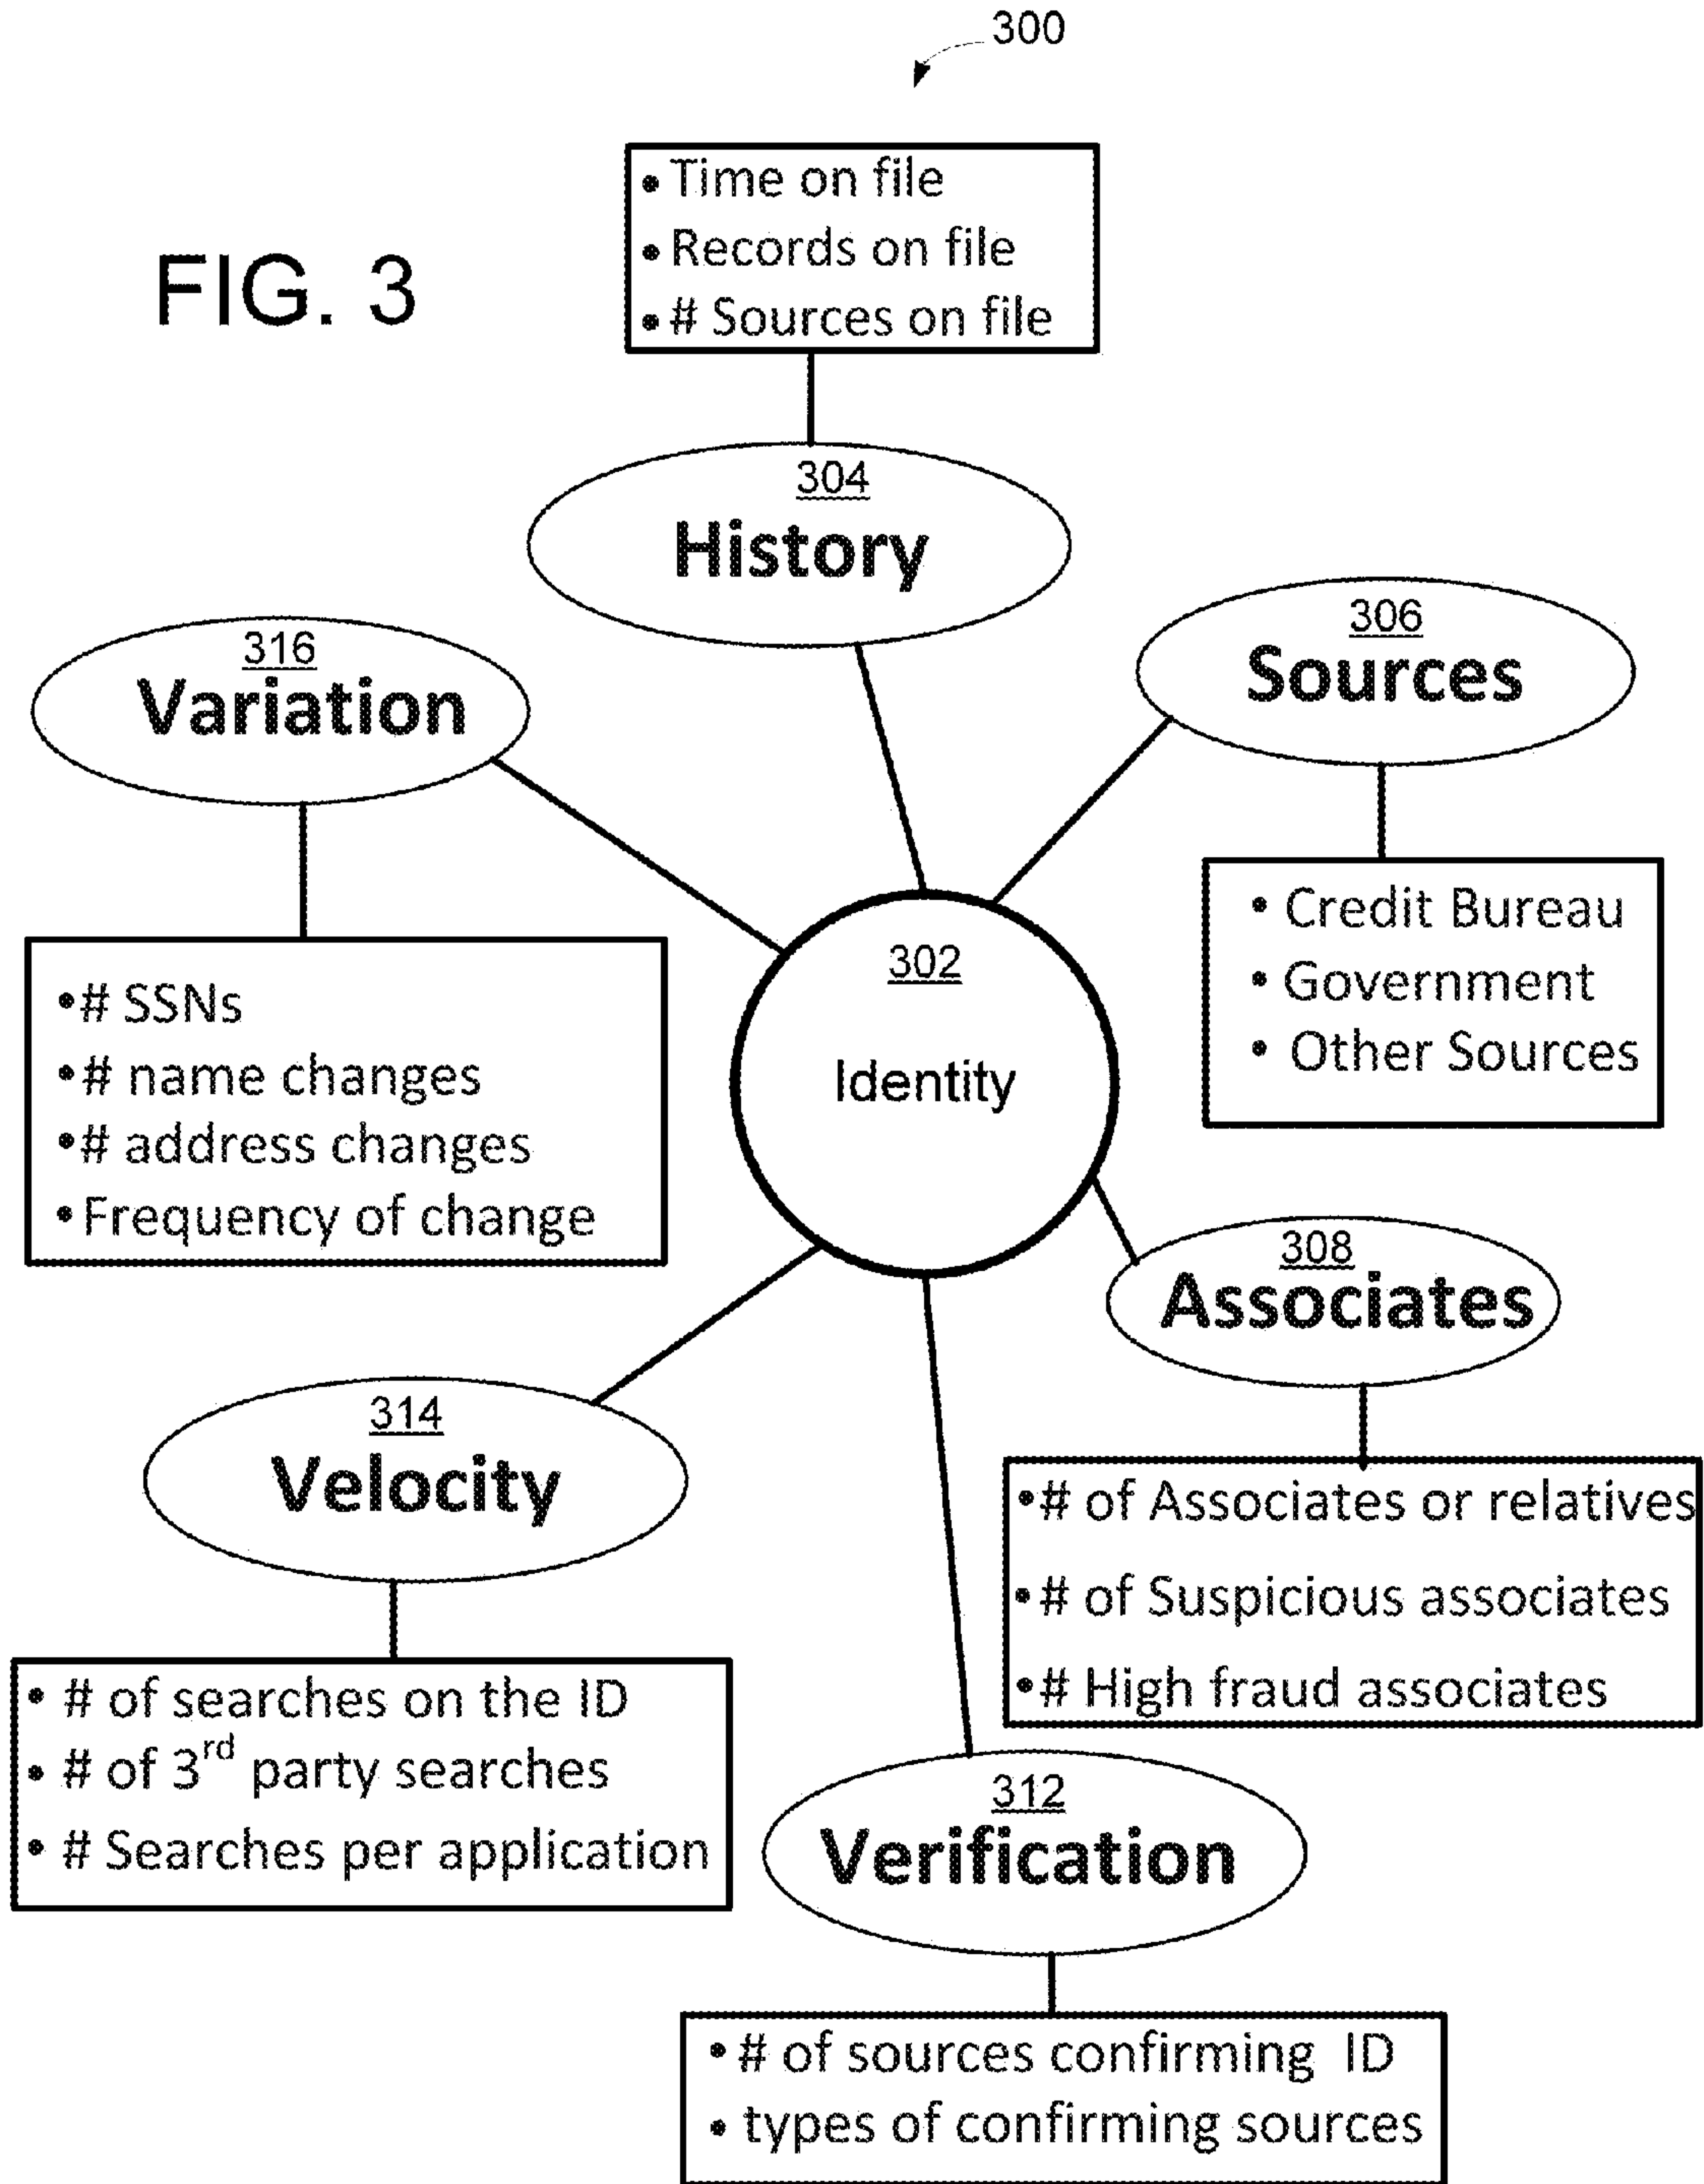 300
FIG. 3
• Time on file
• Records on file
• # Sources on file
304
History
306
Sources
• Credit Bureau
• Government
• Other Sources
316
Variation
•# SSNs
•# name changes
•# address changes
•Frequency of change
302
Identity
308
Associates
•# of Associates or relatives
•# of Suspicious associates
•# High fraud associates
314
Velocity
• # of searches on the ID
• # of 3rd party searches
• # Searches per application
312
Verification
•# of sources confirming ID
• types of confirming sources